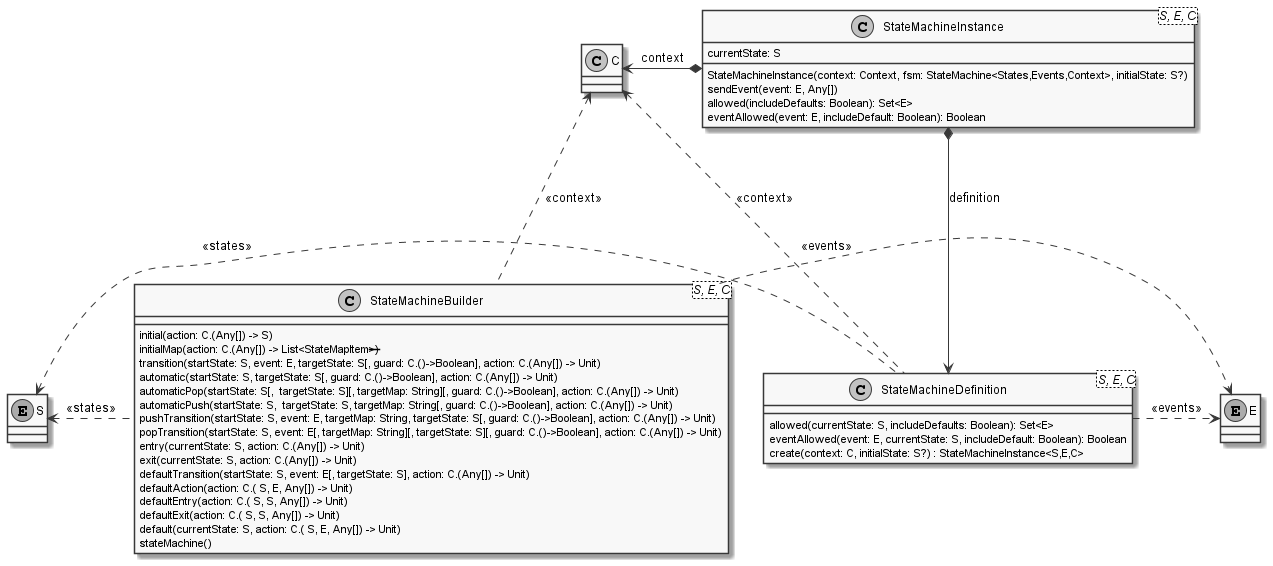 S, E, C
C StateMachineInstance
currentState: S
StateMachineInstance(context: Context, fsm: StateMachine<States,Events,Context>, initialState: S?)
sendEvent(event: E, Any[])
allowed(includeDefaults: Boolean): Set<E>
eventAllowed(event: E, includeDefault: Boolean): Boolean
context
C C
«context»
«context»
definition
«states»
«events»
S, E, C
C StateMachineBuilder
initial(action: C.(Any[]) -> S)
initialMap(action: C.(Any[]) -> List<StateMapItem>)
transition(startState: S, event: E, targetState: S[, guard: C.()->Boolean], action: C.(Any[]) -> Unit)
automatic(startState: S, targetState: S[, guard: C.()->Boolean], action: C.(Any[]) -> Unit)
automaticPop(startState: S[,  targetState: S][, targetMap: String][, guard: C.()->Boolean], action: C.(Any[]) -> Unit)
automaticPush(startState: S,  targetState: S, targetMap: String[, guard: C.()->Boolean], action: C.(Any[]) -> Unit)
pushTransition(startState: S, event: E, targetMap: String, targetState: S[, guard: C.()->Boolean], action: C.(Any[]) -> Unit)
popTransition(startState: S, event: E[, targetMap: String][, targetState: S][, guard: C.()->Boolean], action: C.(Any[]) -> Unit)
entry(currentState: S, action: C.(Any[]) -> Unit)
exit(currentState: S, action: C.(Any[]) -> Unit)
defaultTransition(startState: S, event: E[, targetState: S], action: C.(Any[]) -> Unit)
defaultAction(action: C.( S, E, Any[]) -> Unit)
defaultEntry(action: C.( S, S, Any[]) -> Unit)
defaultExit(action: C.( S, S, Any[]) -> Unit)
default(currentState: S, action: C.( S, E, Any[]) -> Unit)
stateMachine()
E S
«states»
S, E, C
C StateMachineDefinition
allowed(currentState: S, includeDefaults: Boolean): Set<E>
eventAllowed(event: E, currentState: S, includeDefault: Boolean): Boolean
create(context: C, initialState: S?) : StateMachineInstance<S,E,C>
«events»
E E